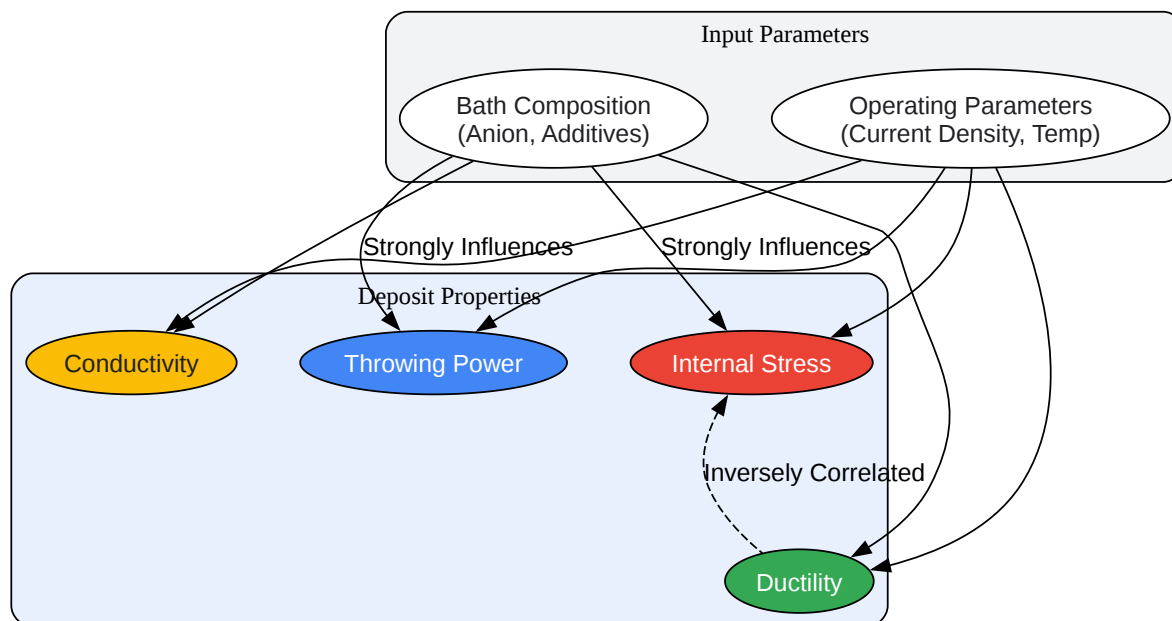 Input Parameters
Bath Composition
(Anion, Additives)
Operating Parameters
(Current Density, Temp)
Strongly Influences
Strongly Influences
Deposit Properties
Conductivity
Throwing Power
Internal Stress
Inversely Correlated
Ductility